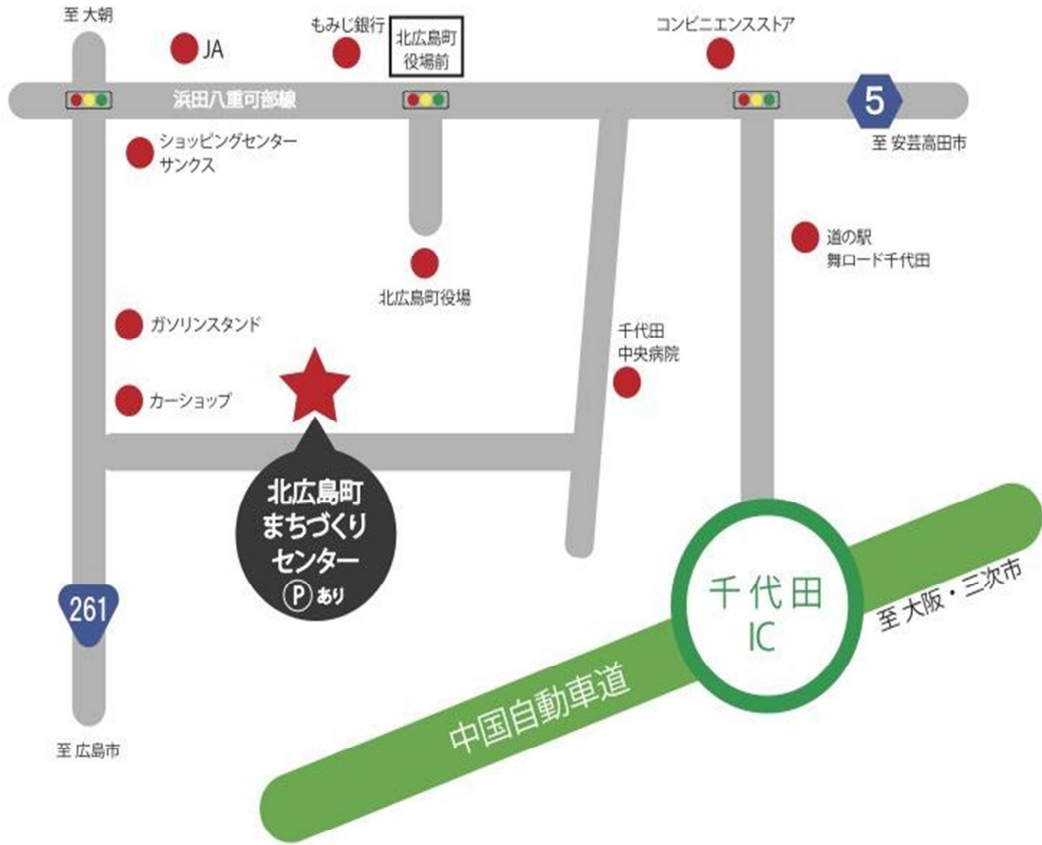 至 大朝
JA
もみじ銀行
北広島町
役場前
コンビニエンスストア
浜田八重可部線
5
至 安芸高田市
ショッピングセンター
サンクス
道の駅
舞ロード千代田
北広島町役場
ガソリンスタンド
千代田
中央病院
カーショップ
北広島町
まちづくり
センター
P あり
261
千代田
IC
至 大阪・三次市
中国自動車道
至 広島市